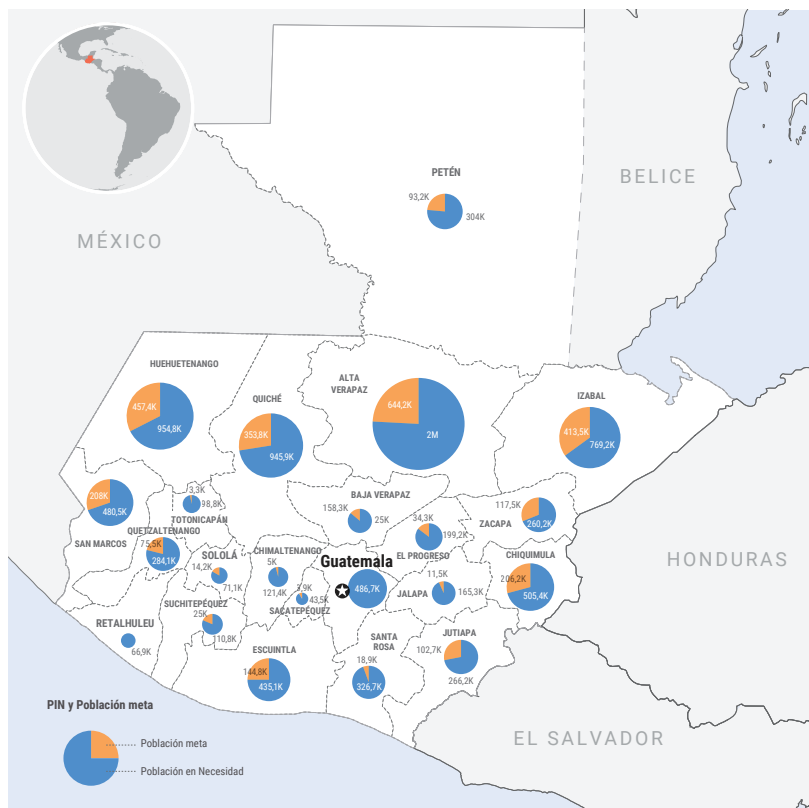 PETÉN
93,2K
304K
BELICE
MÉXICO
HUEHUETENANGO
457,4K
954,8K
QUICHÉ
353,8K
945,9K
ALTA
VERAPAZ
644,2K
2M
IZABAL
413,5K
769,2K
208K
480,5K
SAN MARCOS
3,3K
98,8K
TOTONICAPÁN
QUETZALTENANGO
75,5K
284,1K
BAJA VERAPAZ
158,3K
25K
34,3K
199,2K
EL PROGRESO
117,5K
260,2K
ZACAPA
SOLOLÁ
14,2K
71,1K
CHIMALTENANGO
5K
121,4K
3,9K
43,5K
SACATEPÉQUEZ
Guatemala
486,7K
11,5K
JALAPA
165,3K
CHIQUIMULA
206,2K
505,4K
HONDURAS
SUCHITEPÉQUEZ
25K
110,8K
RETALHULEU
66,9K
ESCUINTLA
144,8K
435,1K
SANTA
ROSA
18,9K
326,7K
JUTIAPA
102,7K
266,2K
EL SALVADOR
PIN y Población meta
Población meta
Población en Necesidad